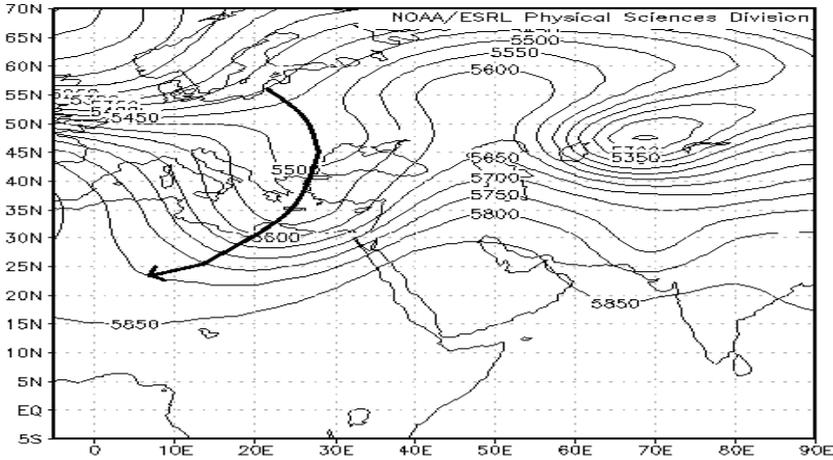 70N
NOAA/ESRL Physical Sciences Division
65N
5500
5550
60N
5600
55N
5450
50N
45N
5350
5650
5500
40N
5700
5750
35N
5800
30N
5600
25N
20N
5850
15N
5850
10N
5N
EQ
5S
0 10E 20E 30E 40E 50E 60E 70E 80E 90E